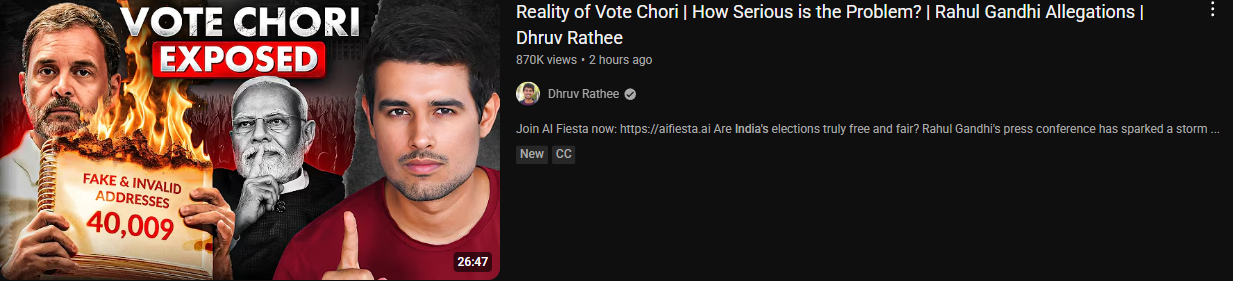 VOTE CHORI
EXPOSED
FAKE & INVALID
ADDRESSES
40,009
26:47
Reality of Vote Chori | How Serious is the Problem? | Rahul Gandhi Allegations |
Dhruv Rathee
870K views • 2 hours ago
Dhruv Rathee
Join AI Fiesta now: https://aifiesta.ai Are India's elections truly free and fair? Rahul Gandhi's press conference has sparked a storm ...
New CC